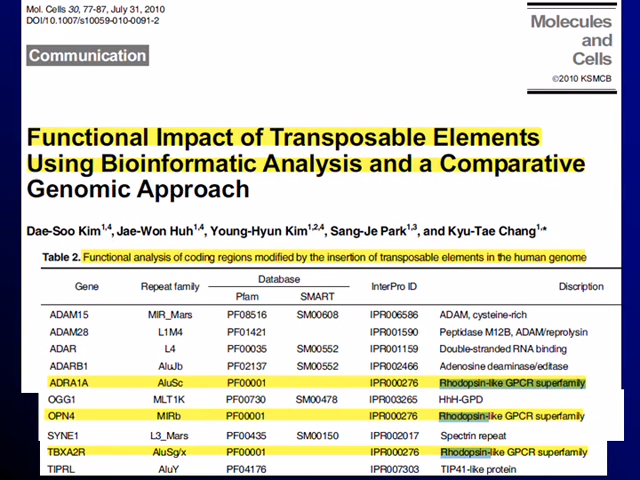 Mol. Cells 30, 77-87, July 31, 2010
DOI/10.1007/s10059-010-0091-2
Molecules
and
Cells
©2010 KSMCB
Communication
Functional Impact of Transposable Elements
Using Bioinformatic Analysis and a Comparative
Genomic Approach
Dae-Soo Kim1,4, Jae-Won Huh1,4, Young-Hyun Kim1,2,4, Sang-Je Park1,3, and Kyu-Tae Chang1,*
Table 2. Functional analysis of coding regions modified by the insertion of transposable elements in the human genome
Gene Repeat family Database InterPro ID Discription
Pfam SMART
ADAM15 MIR_Mars PF08516 SM00608 IPR006586 ADAM, cysteine-rich
ADAM28 L1M4 PF01421 IPR001590 Peptidase M12B, ADAM/reprolysin
ADAR L4 PF00035 SM00552 IPR001159 Double-stranded RNA binding
ADARB1 AluJb PF02137 SM00552 IPR002466 Adenosine deaminase/editase
ADRA1A AluSc PF00001 IPR000276 Rhodopsin-like GPCR superfamily
OGG1 MLT1K PF00730 SM00478 IPR003265 HhH-GPD
OPN4 MIRb PF00001 IPR000276 Rhodopsin-like GPCR superfamily
SYNE1 L3_Mars PF00435 SM00150 IPR002017 Spectrin repeat
TBXA2R AluSg/x PF00001 IPR000276 Rhodopsin-like GPCR superfamily
TIPRL AluY PF04176 IPR007303 TIP41-like protein